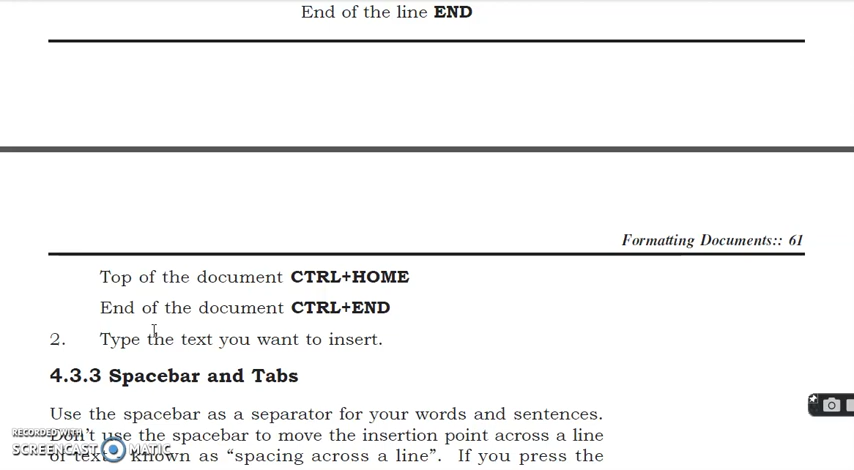 End of the line END
Formatting Documents:: 61
Top of the document CTRL+HOME
End of the document CTRL+END
2. Type the text you want to insert.
4.3.3 Spacebar and Tabs
Use the spacebar as a separator for your words and sentences.
Don't use the spacebar to move the insertion point across a line
of text, known as “spacing across a line”. If you press the
RECORDED WITH
SCREENCAST MATIC